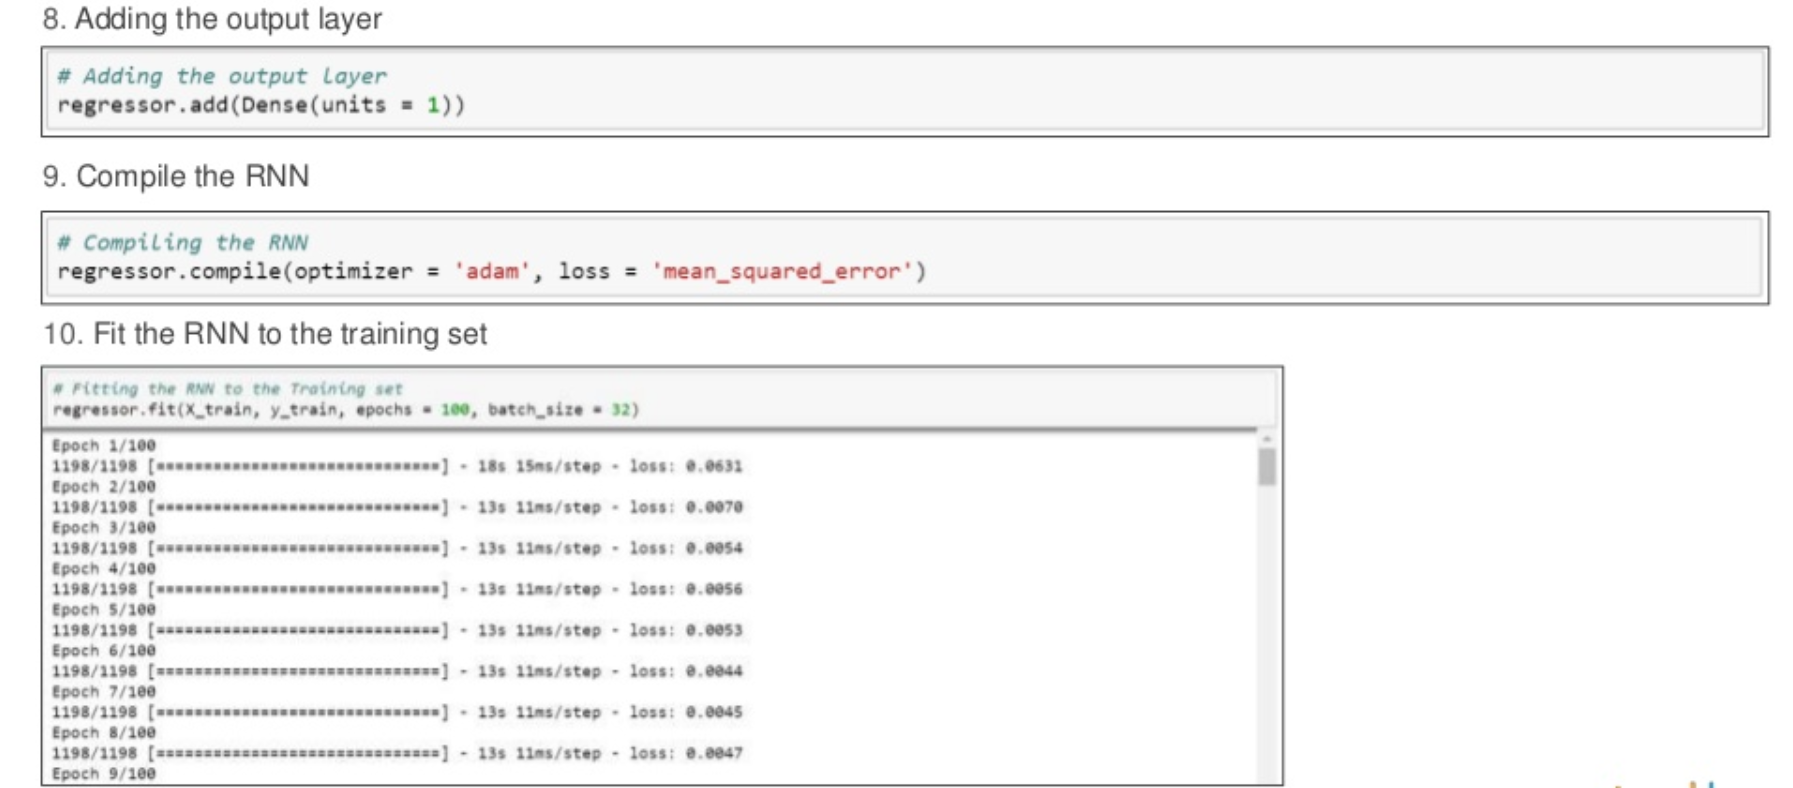 8. Adding the output layer
# Adding the output layer
regressor.add(Dense(units = 1))
9. Compile the RNN
# Compiling the RNN
regressor.compile(optimizer = 'adam', loss = 'mean_squared_error')
10. Fit the RNN to the training set
# Fitting the RNN to the Training set
regressor.fit(X_train, y_train, epochs = 100, batch_size = 32)
Epoch 1/100
1198/1198 [==============================] - 18s 15ms/step - loss: 0.0631
Epoch 2/100
1198/1198 [==============================] - 13s 11ms/step - loss: 0.0070
Epoch 3/100
1198/1198 [==============================] - 13s 11ms/step - loss: 0.0054
Epoch 4/100
1198/1198 [==============================] - 13s 11ms/step - loss: 0.0056
Epoch 5/100
1198/1198 [==============================] - 13s 11ms/step - loss: 0.0053
Epoch 6/100
1198/1198 [==============================] - 13s 11ms/step - loss: 0.0044
Epoch 7/100
1198/1198 [==============================] - 13s 11ms/step - loss: 0.0045
Epoch 8/100
1198/1198 [==============================] - 13s 11ms/step - loss: 0.0047
Epoch 9/100